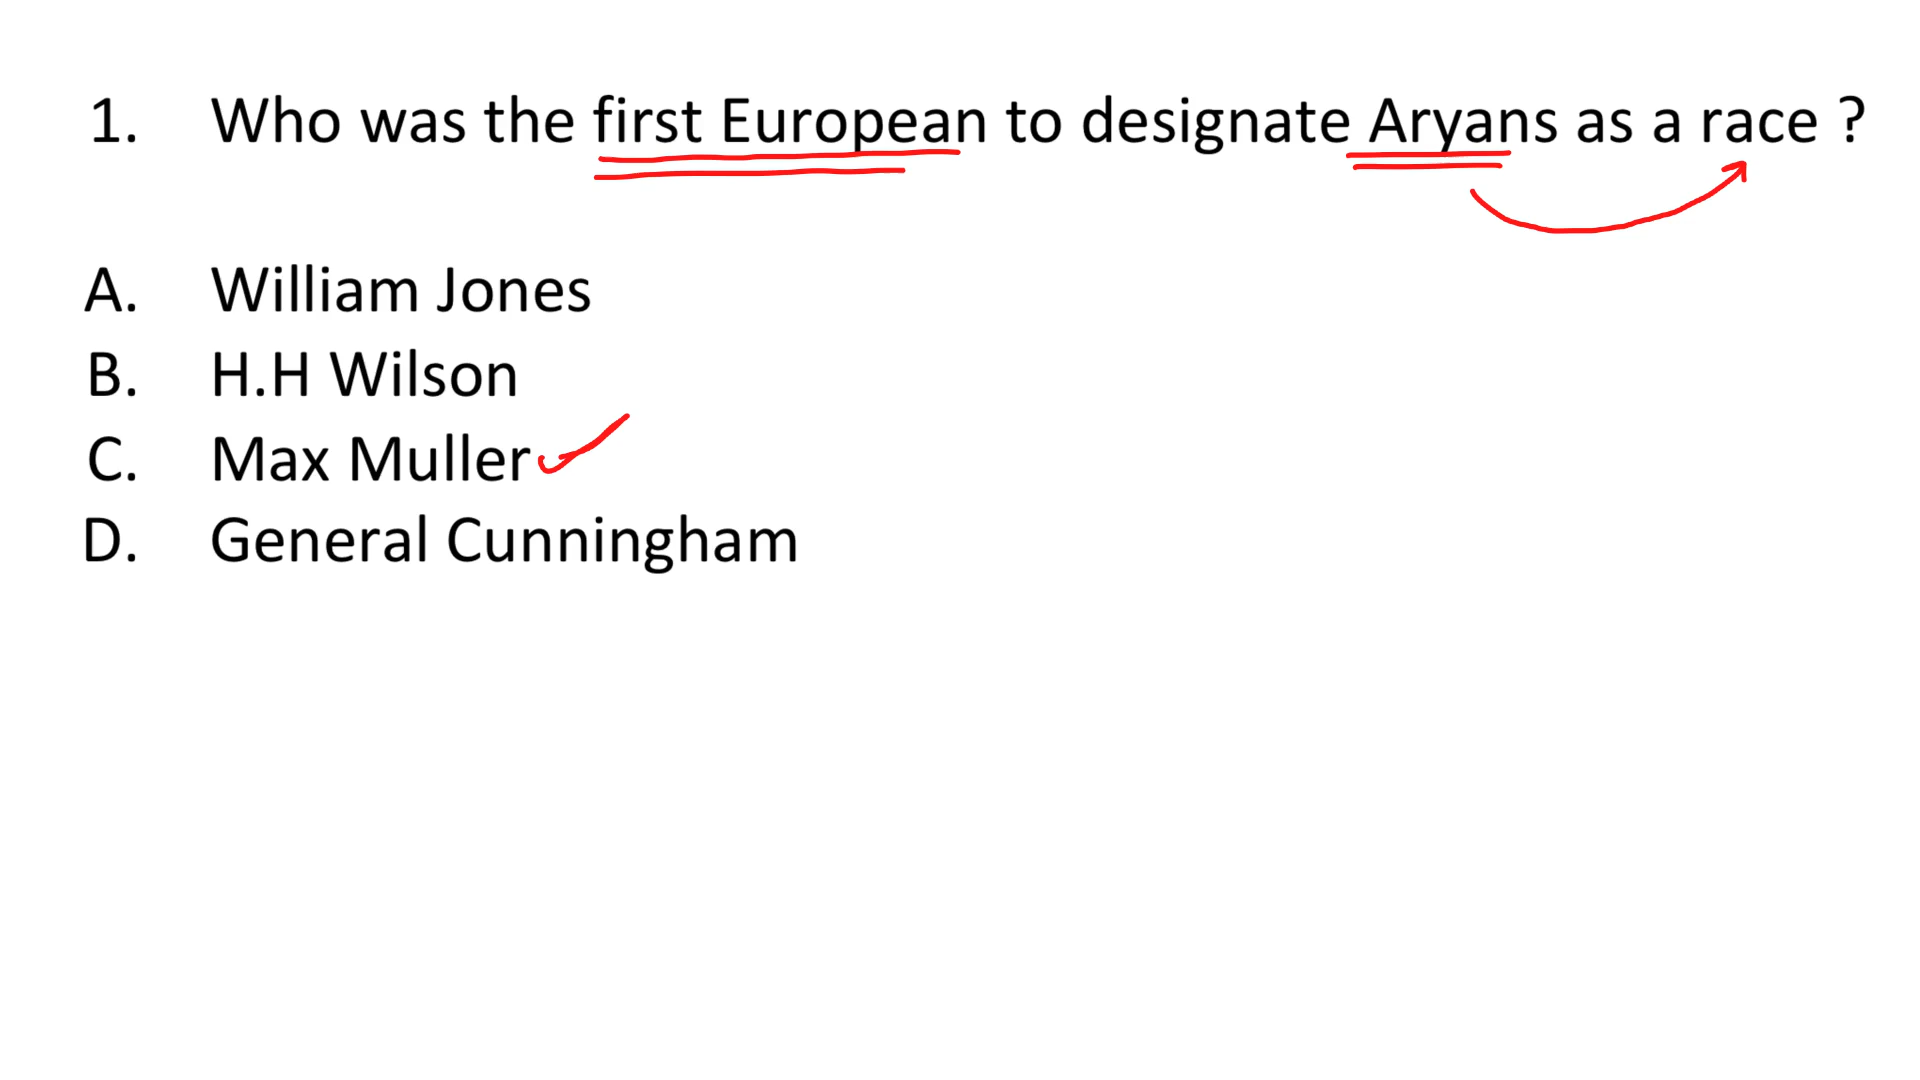 1. Who was the first European to designate Aryans as a race ?
A. William Jones
B. H.H Wilson
C. Max Muller
D. General Cunningham